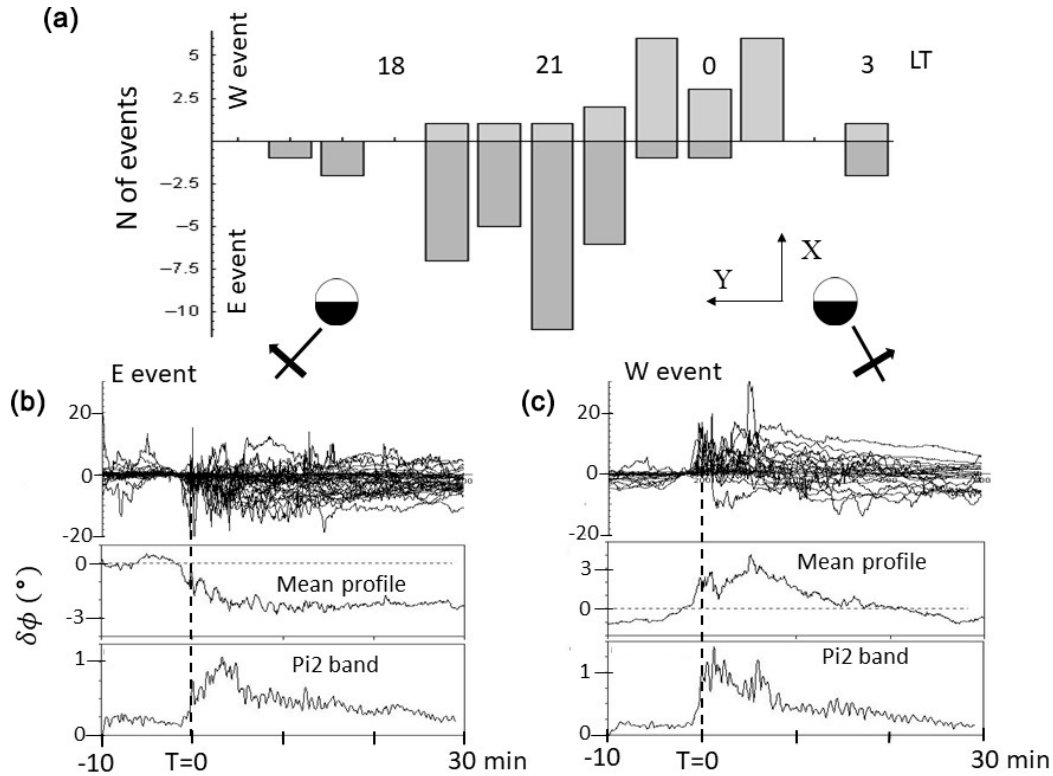 (a)
N of events
W event
E event
5
2.5
−2.5
−5
−7.5
−10
18
21
0
3
LT
X
Y
E event
W event
(b)
(c)
20
0
-20
20
0
-20
δϕ (°)
0
-3
Mean profile
3
0
Mean profile
1
0
Pi2 band
1
0
Pi2 band
-10
T=0
30 min
-10
T=0
30 min